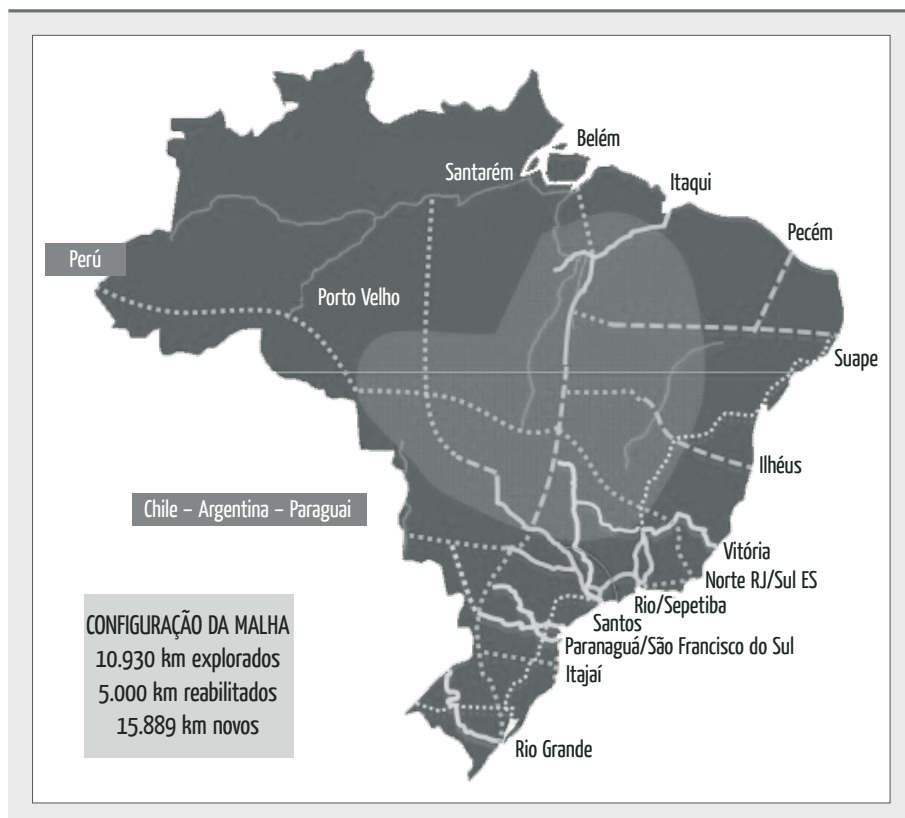 Belém
Santarém
Itaqui
Pecém
Perú
Porto Velho
Suape
Ilhéus
Chile – Argentina – Paraguai
Vitória
Norte RJ/Sul ES
Rio/Sepetiba
Santos
Paranaguá/São Francisco do Sul
Itajaí
Rio Grande
CONFIGURAÇÃO DA MALHA
10.930 km explorados
5.000 km reabilitados
15.889 km novos